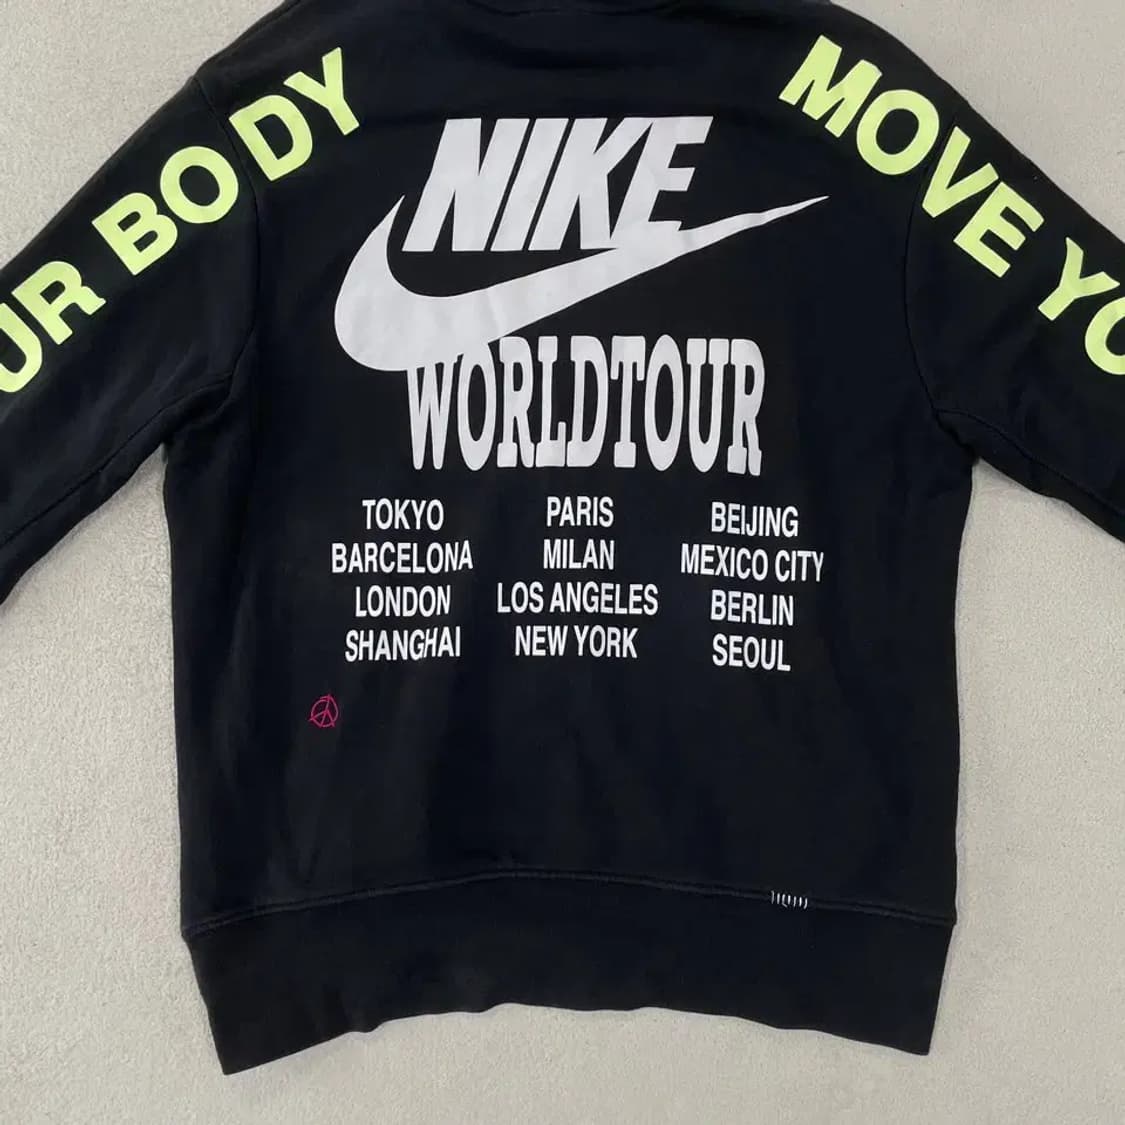 UR BODY
MOVE YO
NIKE
WORLDTOUR
TOKYO PARIS BEIJING
BARCELONA MILAN MEXICO CITY
LONDON LOS ANGELES BERLIN
SHANGHAI NEW YORK SEOUL